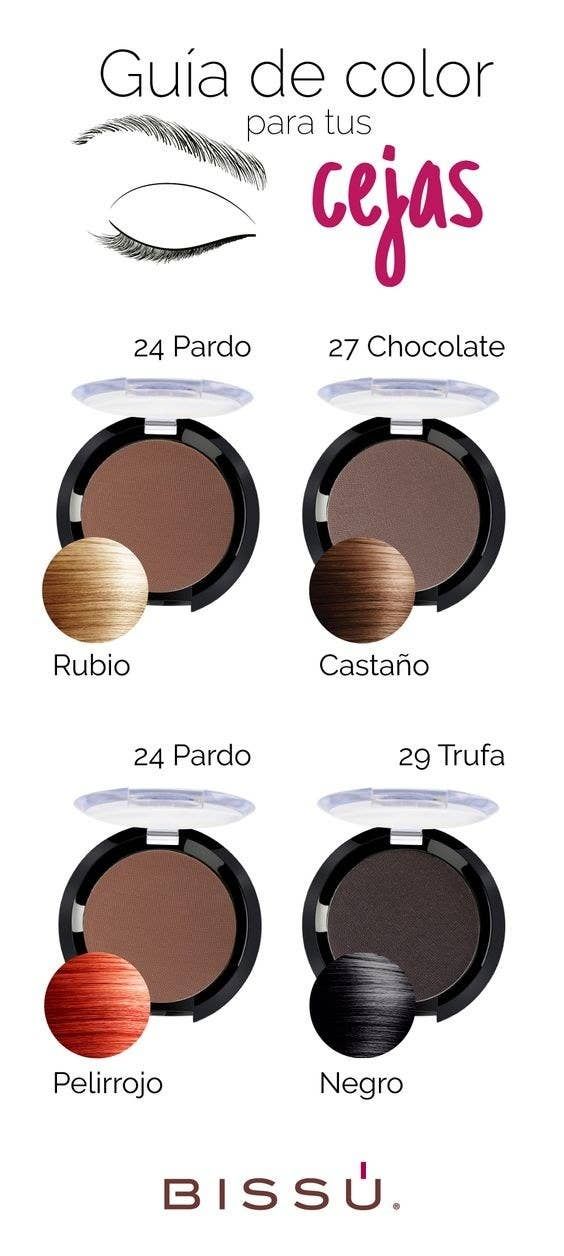 Guía de color
para tus
cejas
24 Pardo
27 Chocolate
Rubio
Castaño
24 Pardo
29 Trufa
Pelirrojo
Negro
BISSÚ®